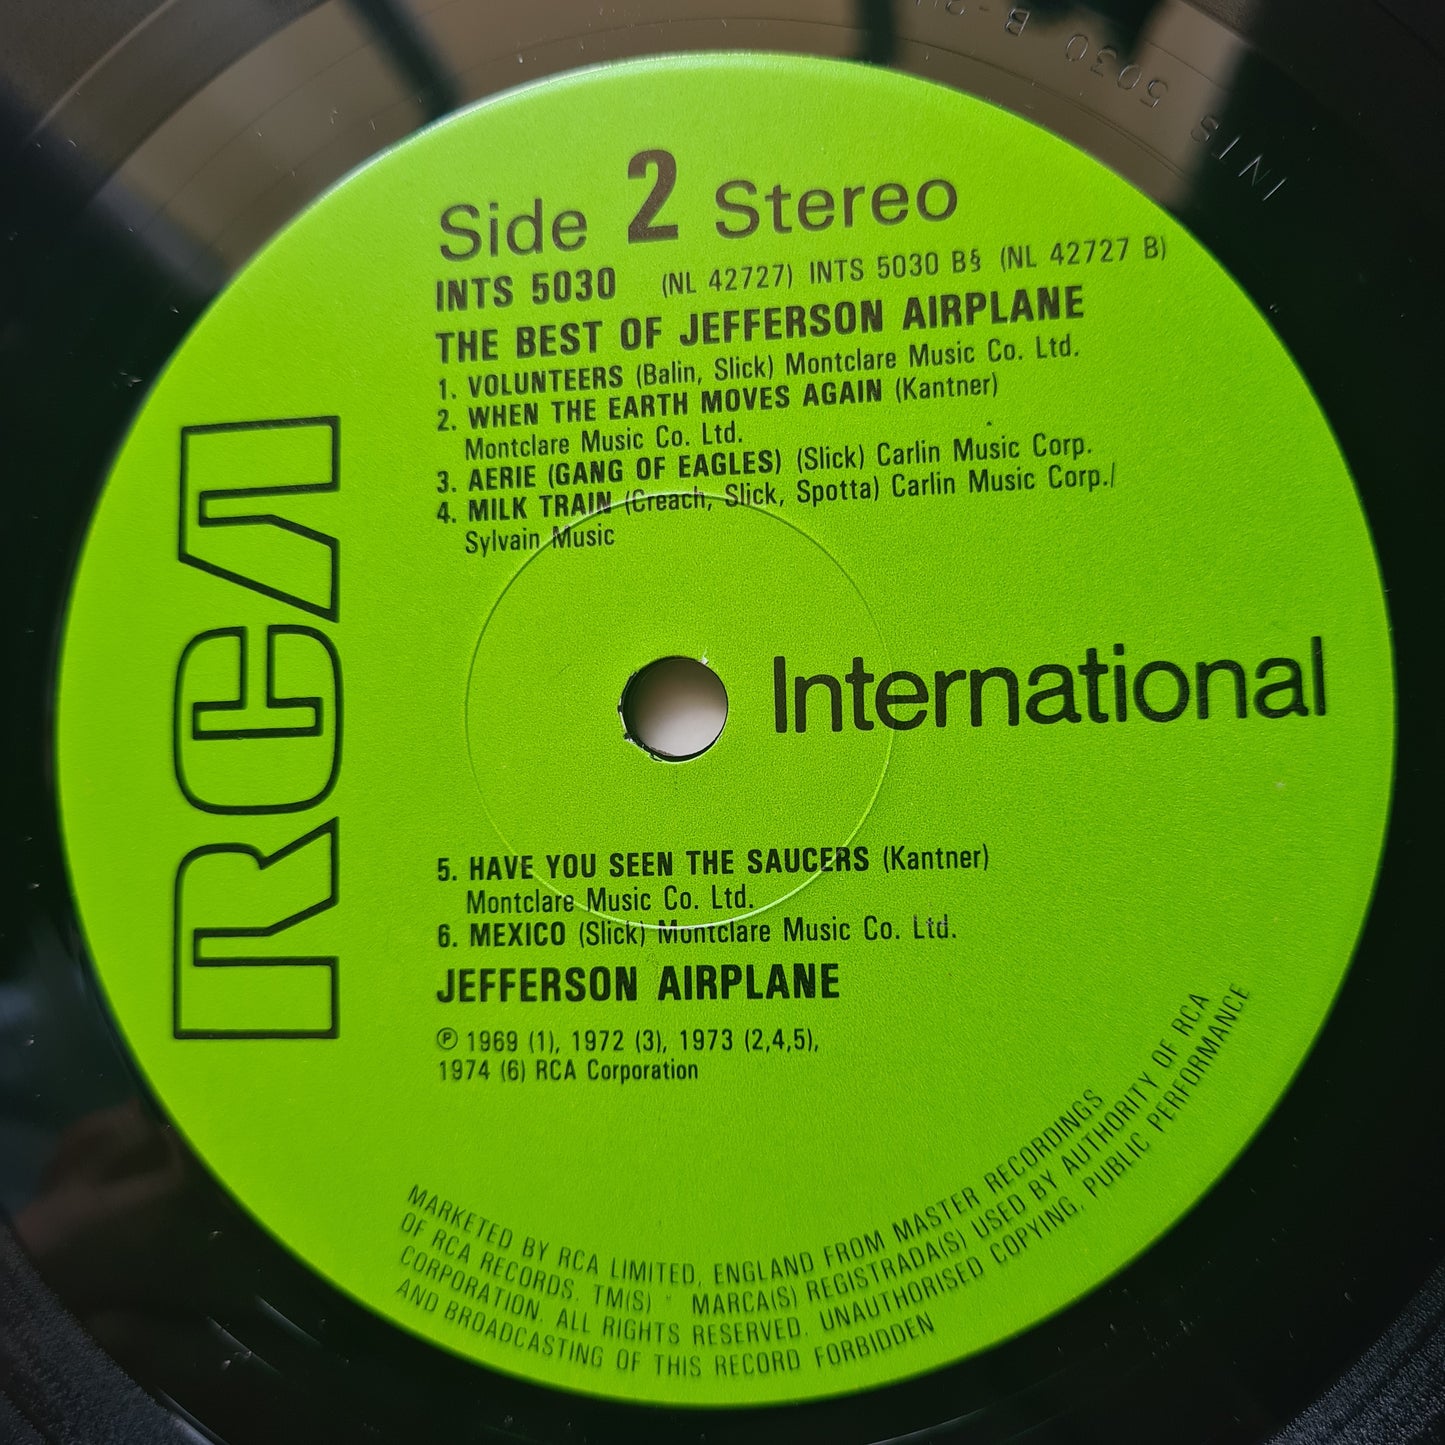 Side 2 Stereo
INTS 5030 (NL 42727) INTS 5030 B§ (NL 42727 B)
THE BEST OF JEFFERSON AIRPLANE
1. VOLUNTEERS (Balin, Slick) Montclare Music Co. Ltd.
2. WHEN THE EARTH MOVES AGAIN (Kantner)
Montclare Music Co. Ltd.
3. AERIE (GANG OF EAGLES) (Slick) Carlin Music Corp.
4. MILK TRAIN (Creach, Slick, Spotta) Carlin Music Corp./
Sylvain Music
RCA
International
5. HAVE YOU SEEN THE SAUCERS (Kantner)
Montclare Music Co. Ltd.
6. MEXICO (Slick) Montclare Music Co. Ltd.
JEFFERSON AIRPLANE
℗ 1969 (1), 1972 (3), 1973 (2,4,5),
1974 (6) RCA Corporation
MARKETED BY RCA LIMITED, ENGLAND FROM MASTER RECORDINGS
OF RCA RECORDS. TM(S) * MARCA(S) REGISTRADA(S) USED BY AUTHORITY OF RCA
CORPORATION. ALL RIGHTS RESERVED. UNAUTHORISED COPYING, PUBLIC PERFORMANCE
AND BROADCASTING OF THIS RECORD FORBIDDEN
INTS 5030 B